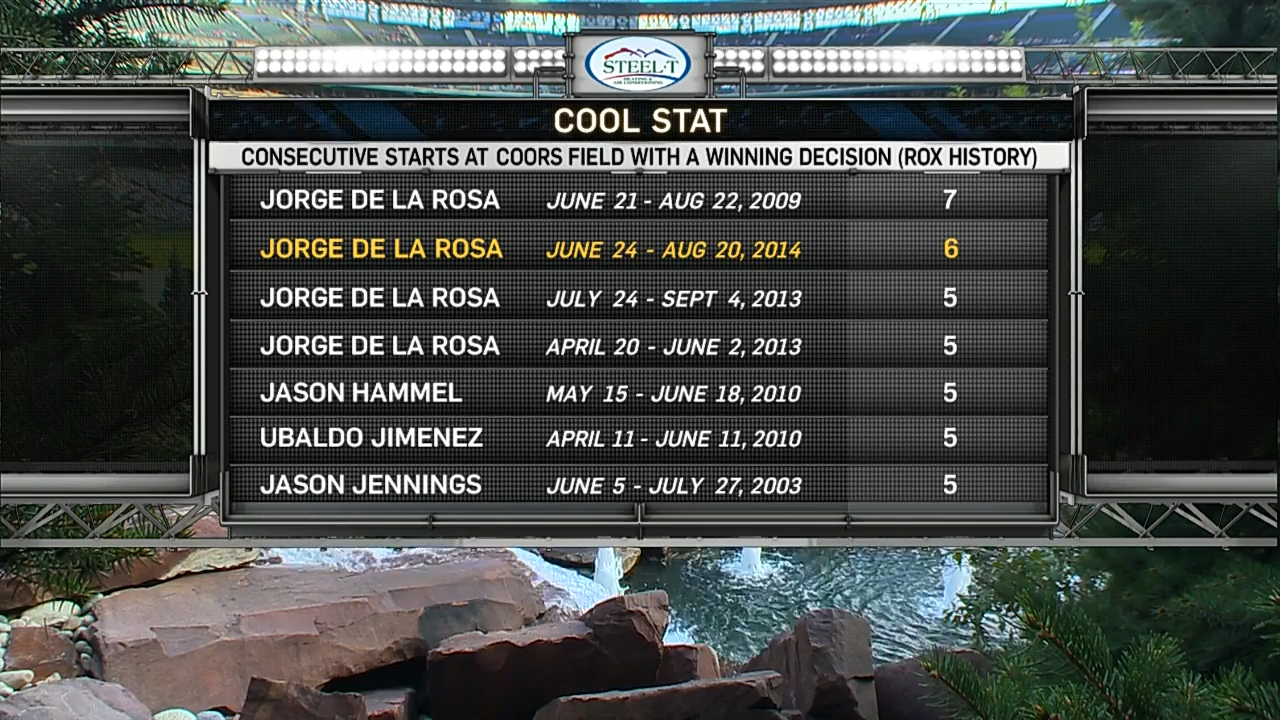 STEEL·T
HEATING &
AIR CONDITIONING
COOL STAT
CONSECUTIVE STARTS AT COORS FIELD WITH A WINNING DECISION (ROX HISTORY)
JORGE DE LA ROSA JUNE 21 - AUG 22, 2009 7
JORGE DE LA ROSA JUNE 24 - AUG 20, 2014 6
JORGE DE LA ROSA JULY 24 - SEPT 4, 2013 5
JORGE DE LA ROSA APRIL 20 - JUNE 2, 2013 5
JASON HAMMEL MAY 15 - JUNE 18, 2010 5
UBALDO JIMENEZ APRIL 11 - JUNE 11, 2010 5
JASON JENNINGS JUNE 5 - JULY 27, 2003 5